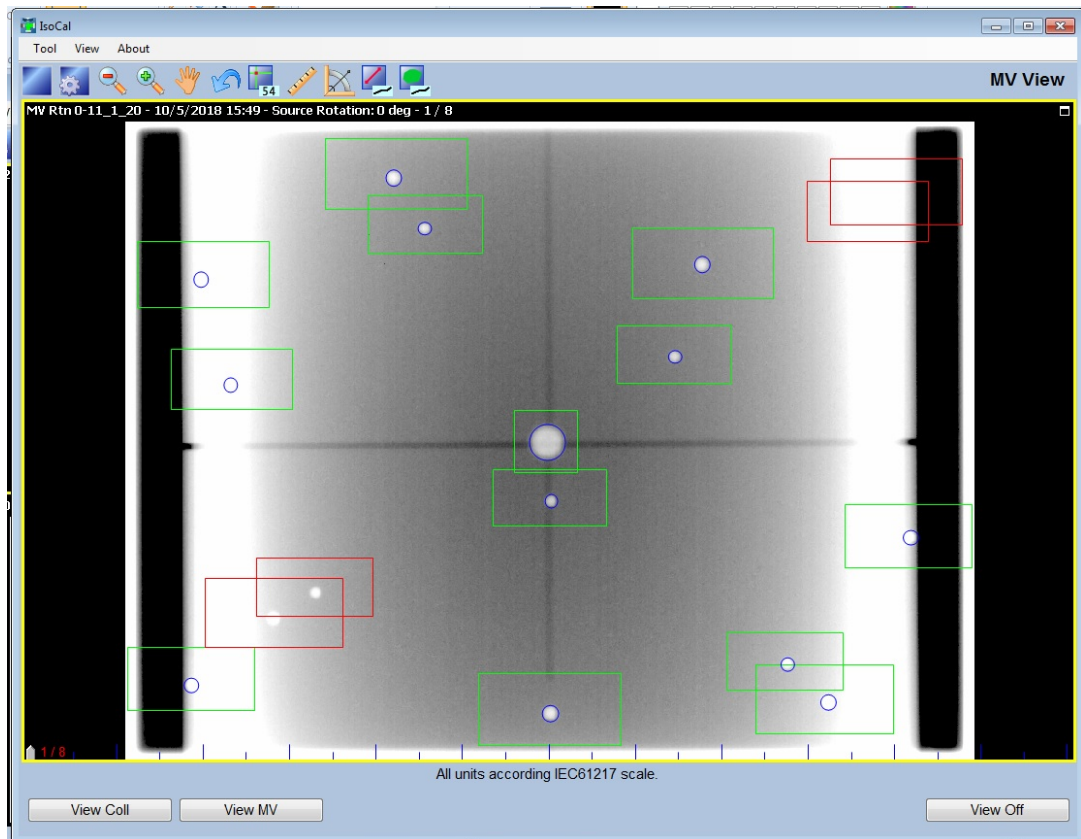 IsoCal
Tool View About
54
MV View
MV Rtn 0-11_1_20 - 10/5/2018 15:49 - Source Rotation: 0 deg - 1 / 8
1 / 8
All units according IEC61217 scale.
View Coll View MV View Off